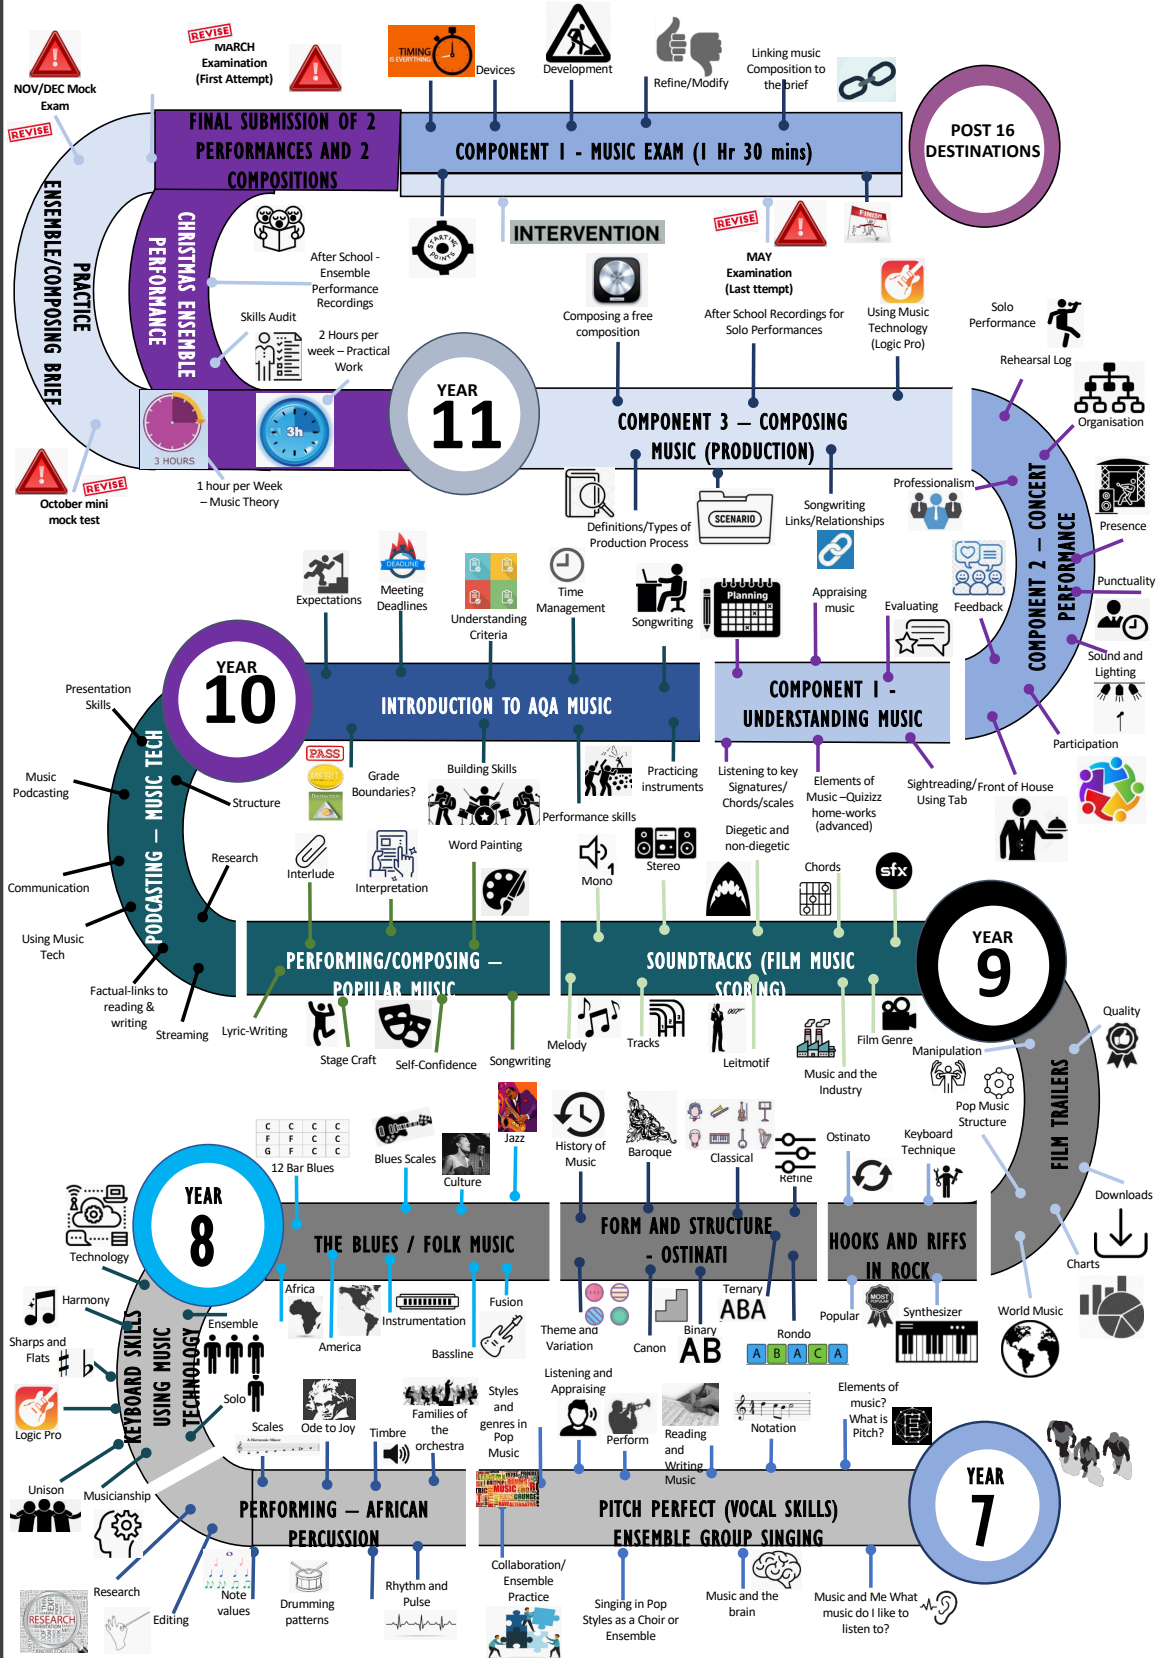 REVISE
MARCH
Examination
(First Attempt)
NOV/DEC Mock
Exam
REVISE
TIMING
IS EVERYTHING
Devices
Development
Refine/Modify
Linking music
Composition to
the brief
POST 16
DESTINATIONS
FINAL SUBMISSION OF 2
PERFORMANCES AND 2
COMPOSITIONS
COMPONENT 1 - MUSIC EXAM (1 Hr 30 mins)
ENSEMBLE/COMPOSING BRIEF
PRACTICE
CHRISTMAS ENSEMBLE
PERFORMANCE
STARTING
POINTS
INTERVENTION
REVISE
FINISH
MAY
Examination
(Last ttempt)
After School -
Ensemble
Performance
Recordings
Skills Audit
2 Hours per
week – Practical
Work
Composing a free
composition
After School Recordings for
Solo Performances
Using Music
Technology
(Logic Pro)
Solo
Performance
Rehearsal Log
Organisation
YEAR
11
3 HOURS
3h
COMPONENT 3 – COMPOSING
MUSIC (PRODUCTION)
COMPONENT 2 – CONCERT
PERFORMANCE
REVISE
October mini
mock test
1 hour per Week
– Music Theory
Definitions/Types of
Production Process
SCENARIO
Songwriting
Links/Relationships
Professionalism
Presence
Punctuality
Sound and
Lighting
Participation
Feedback
Expectations
DEADLINE
Meeting
Deadlines
Understanding
Criteria
Time
Management
Songwriting
Planning
Appraising
music
Evaluating
YEAR
10
INTRODUCTION TO AQA MUSIC
COMPONENT 1 -
UNDERSTANDING MUSIC
Presentation
Skills
Music
Podcasting
Structure
Communication
Research
Using Music
Tech
Factual-links to
reading &
writing
Streaming
PODCASTING – MUSIC TECH
PASS
MERIT
DISTINCTION
Grade
Boundaries?
Building Skills
Performance skills
Practicing
instruments
Listening to key
Signatures/
Chords/scales
Elements of
Music –Quizizz
home-works
(advanced)
Sightreading/
Using Tab
Front of House
Interlude
Interpretation
Word Painting
1
Mono
Stereo
Diegetic and
non-diegetic
Chords
sfx
YEAR
9
PERFORMING/COMPOSING –
POPULAR MUSIC
SOUNDTRACKS (FILM MUSIC
SCORING)
Lyric-Writing
Stage Craft
Self-Confidence
Songwriting
Melody
Tracks
007
Leitmotif
Music and the
Industry
Film Genre
Manipulation
Quality
Pop Music
Structure
FILM TRAILERS
Downloads
Charts
World Music
C C C C
F F C C
G F C C
12 Bar Blues
Blues Scales
Culture
Jazz
History of
Music
Baroque
Classical
Refine
Ostinato
Keyboard
Technique
YEAR
8
THE BLUES / FOLK MUSIC
FORM AND STRUCTURE
- OSTINATI
HOOKS AND RIFFS
IN ROCK
Technology
Harmony
Sharps and
Flats
Logic Pro
Unison
Musicianship
Ensemble
Solo
KEYBOARD SKILLS
USING MUSIC
TECHNOLOGY
Africa
America
Instrumentation
Bassline
Fusion
Theme and
Variation
Canon
Binary
AB
Ternary
ABA
Rondo
A B A C A
Popular
MOST
POPULAR
Synthesizer
Scales
Ode to Joy
Timbre
Families of
the
orchestra
Styles
and
genres in
Pop
Music
Listening and
Appraising
Perform
Reading
and
Writing
Music
Notation
Elements of
music?
What is
Pitch?
YEAR
7
PERFORMING – AFRICAN
PERCUSSION
MUSIC
PITCH PERFECT (VOCAL SKILLS)
ENSEMBLE GROUP SINGING
Research
RESEARCH
Editing
Note
values
Drumming
patterns
Rhythm and
Pulse
Collaboration/
Ensemble
Practice
Singing in Pop
Styles as a Choir or
Ensemble
Music and the
brain
Music and Me What
music do I like to
listen to?